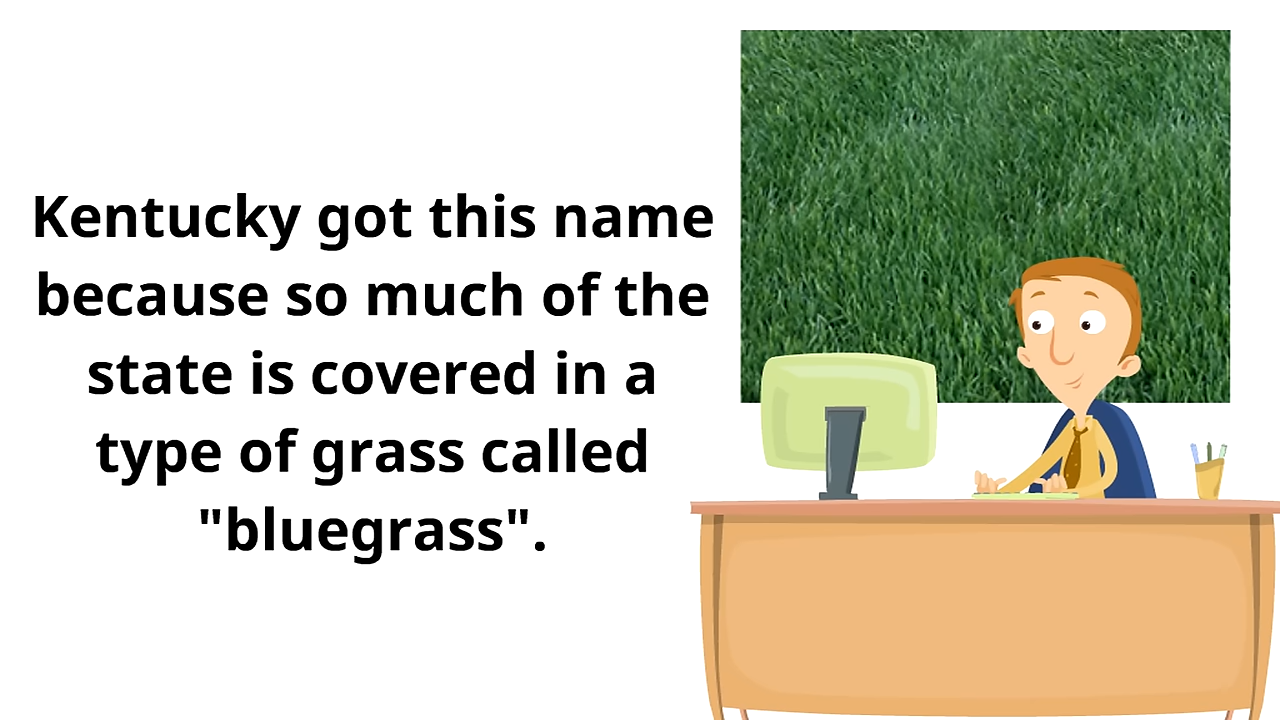 Kentucky got this name
because so much of the
state is covered in a
type of grass called
"bluegrass".